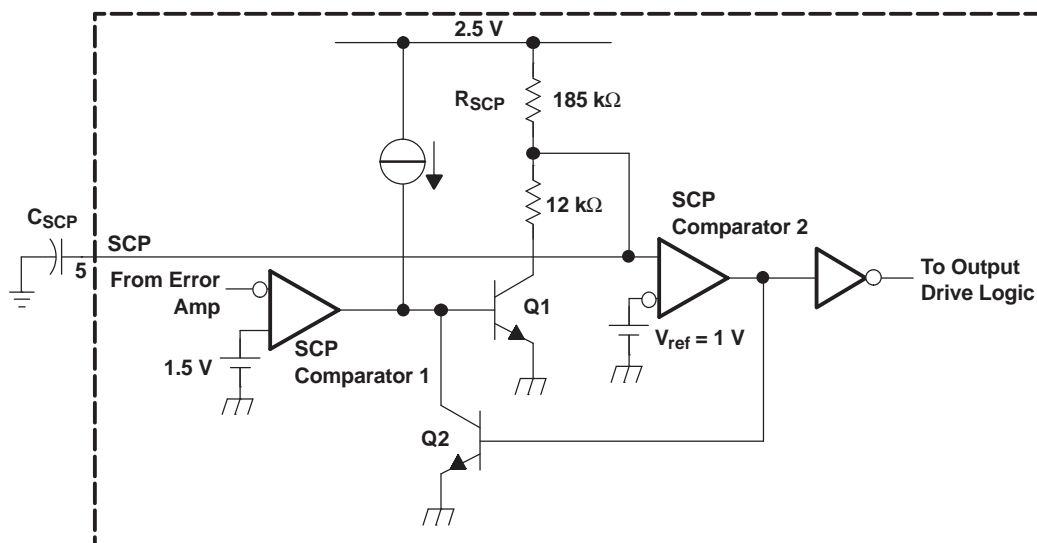 2.5 V
R_SCP
185 kΩ
12 kΩ
C_SCP
SCP
5
From Error
Amp
SCP
Comparator 2
To Output
Drive Logic
Q1
V_ref = 1 V
1.5 V
SCP
Comparator 1
Q2